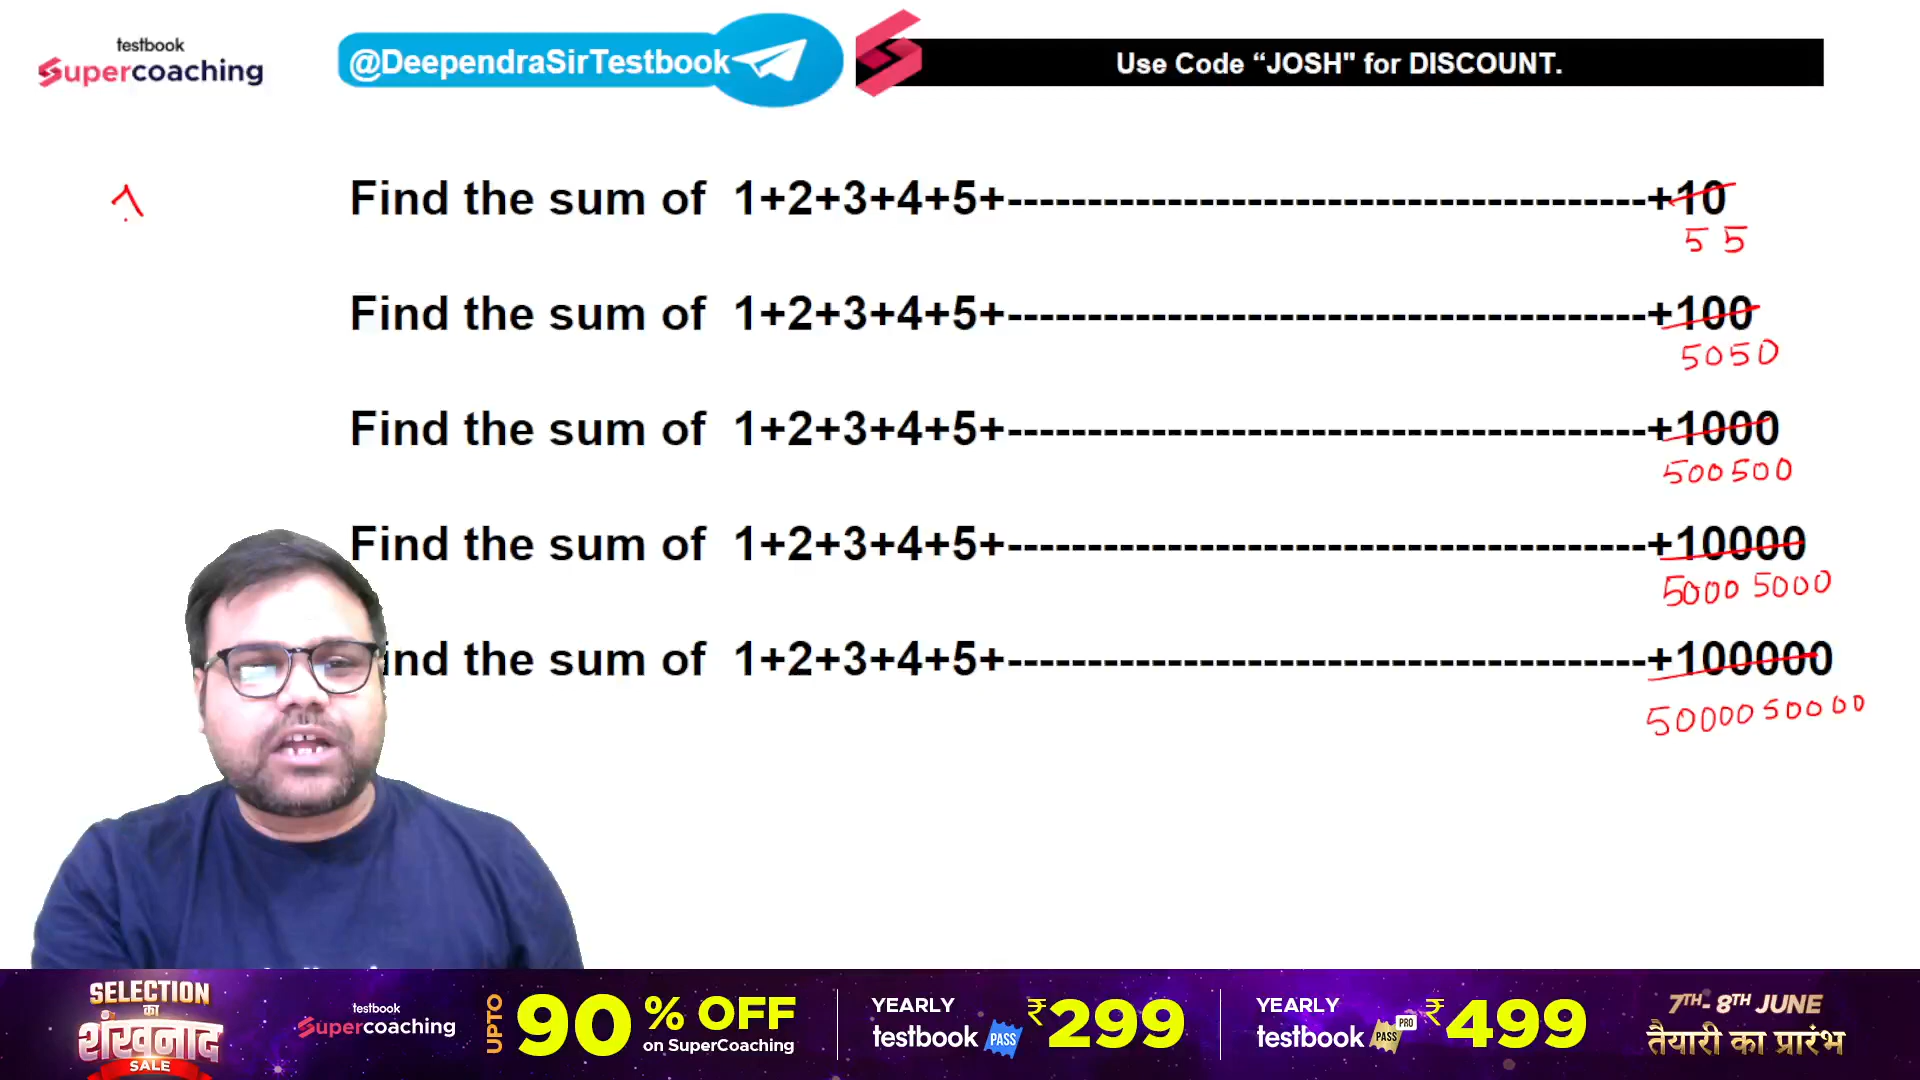 testbook
Supercoaching
@DeependraSirTestbook
Use Code “JOSH" for DISCOUNT.
Find the sum of 1+2+3+4+5+----------------------------------------+10
55
Find the sum of 1+2+3+4+5+----------------------------------------+100
5050
Find the sum of 1+2+3+4+5+----------------------------------------+1000
500500
Find the sum of 1+2+3+4+5+----------------------------------------+10000
50005000
ind the sum of 1+2+3+4+5+----------------------------------------+100000
5000050000
SELECTION
का
शंखनाद
SALE
testbook
Supercoaching
UPTO
90% OFF
on SuperCoaching
YEARLY
testbook PASS
₹299
YEARLY
testbook PASS PRO
₹499
7TH- 8TH JUNE
तैयारी का प्रारंभ